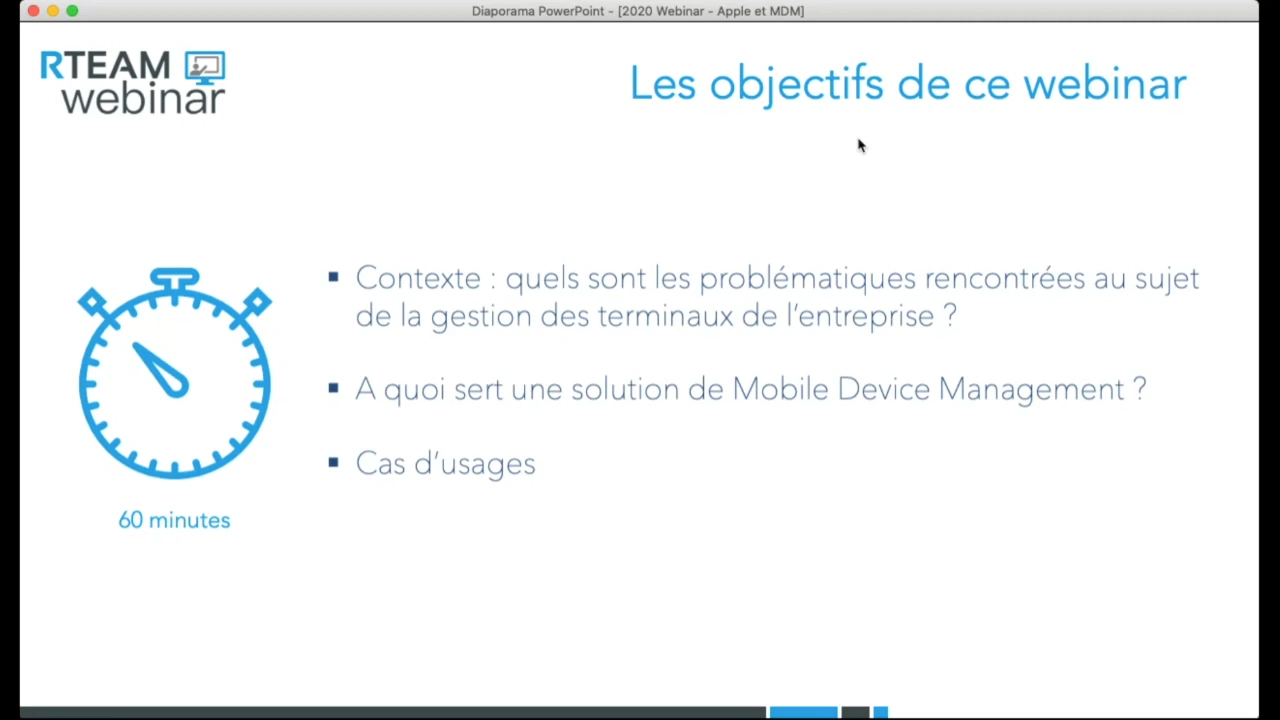 Diaporama PowerPoint - [2020 Webinar - Apple et MDM]
RTEAM
webinar
Les objectifs de ce webinar
▪ Contexte : quels sont les problématiques rencontrées au sujet
de la gestion des terminaux de l’entreprise ?
▪ A quoi sert une solution de Mobile Device Management ?
▪ Cas d’usages
60 minutes